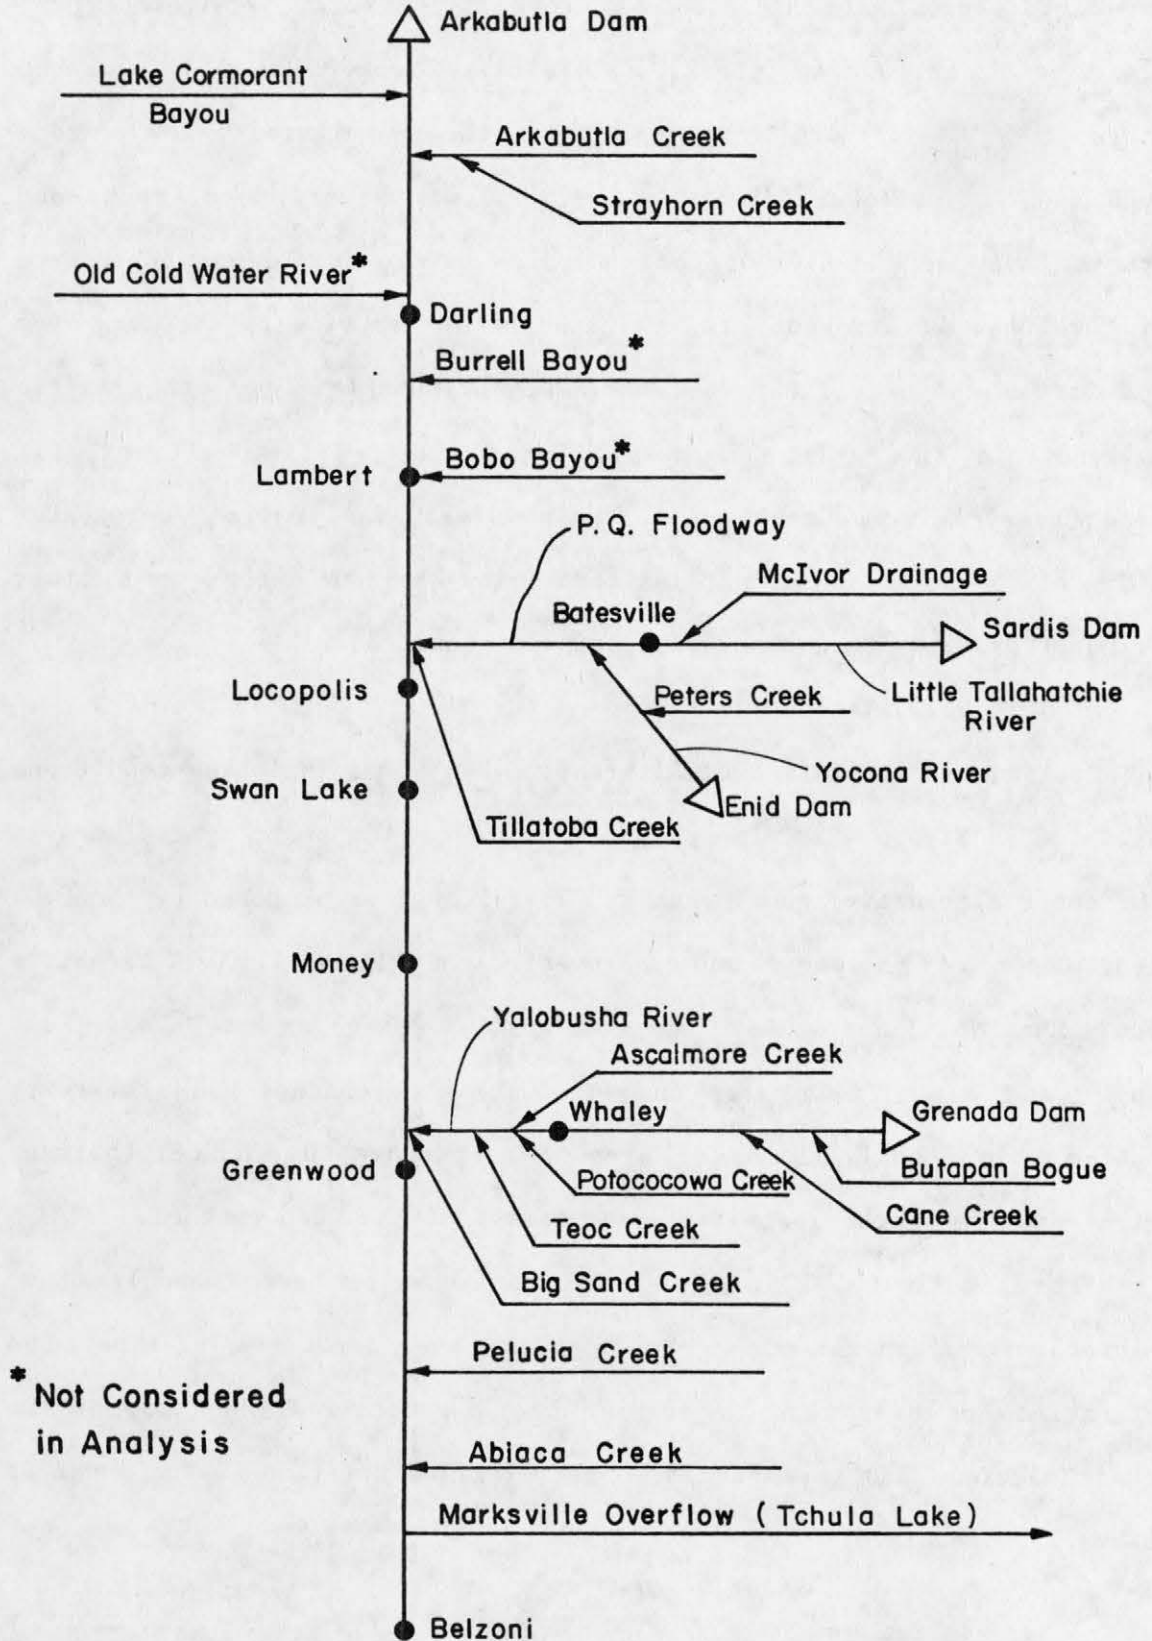 Arkabutla Dam
Lake Cormorant
Bayou
Arkabutla Creek
Strayhorn Creek
Old Cold Water River*
Darling
Burrell Bayou*
Bobo Bayou*
Lambert
P.Q. Floodway
McIvor Drainage
Batesville
Sardis Dam
Locopolis
Peters Creek
Little Tallahatchie
River
Swan Lake
Yocona River
Enid Dam
Tillatoba Creek
Money
Yalobusha River
Ascalmore Creek
Whaley
Grenada Dam
Greenwood
Potococowa Creek
Butapan Bogue
Teoc Creek
Cane Creek
Big Sand Creek
Pelucia Creek
* Not Considered
in Analysis
Abiaca Creek
Marksville Overflow (Tchula Lake)
Belzoni